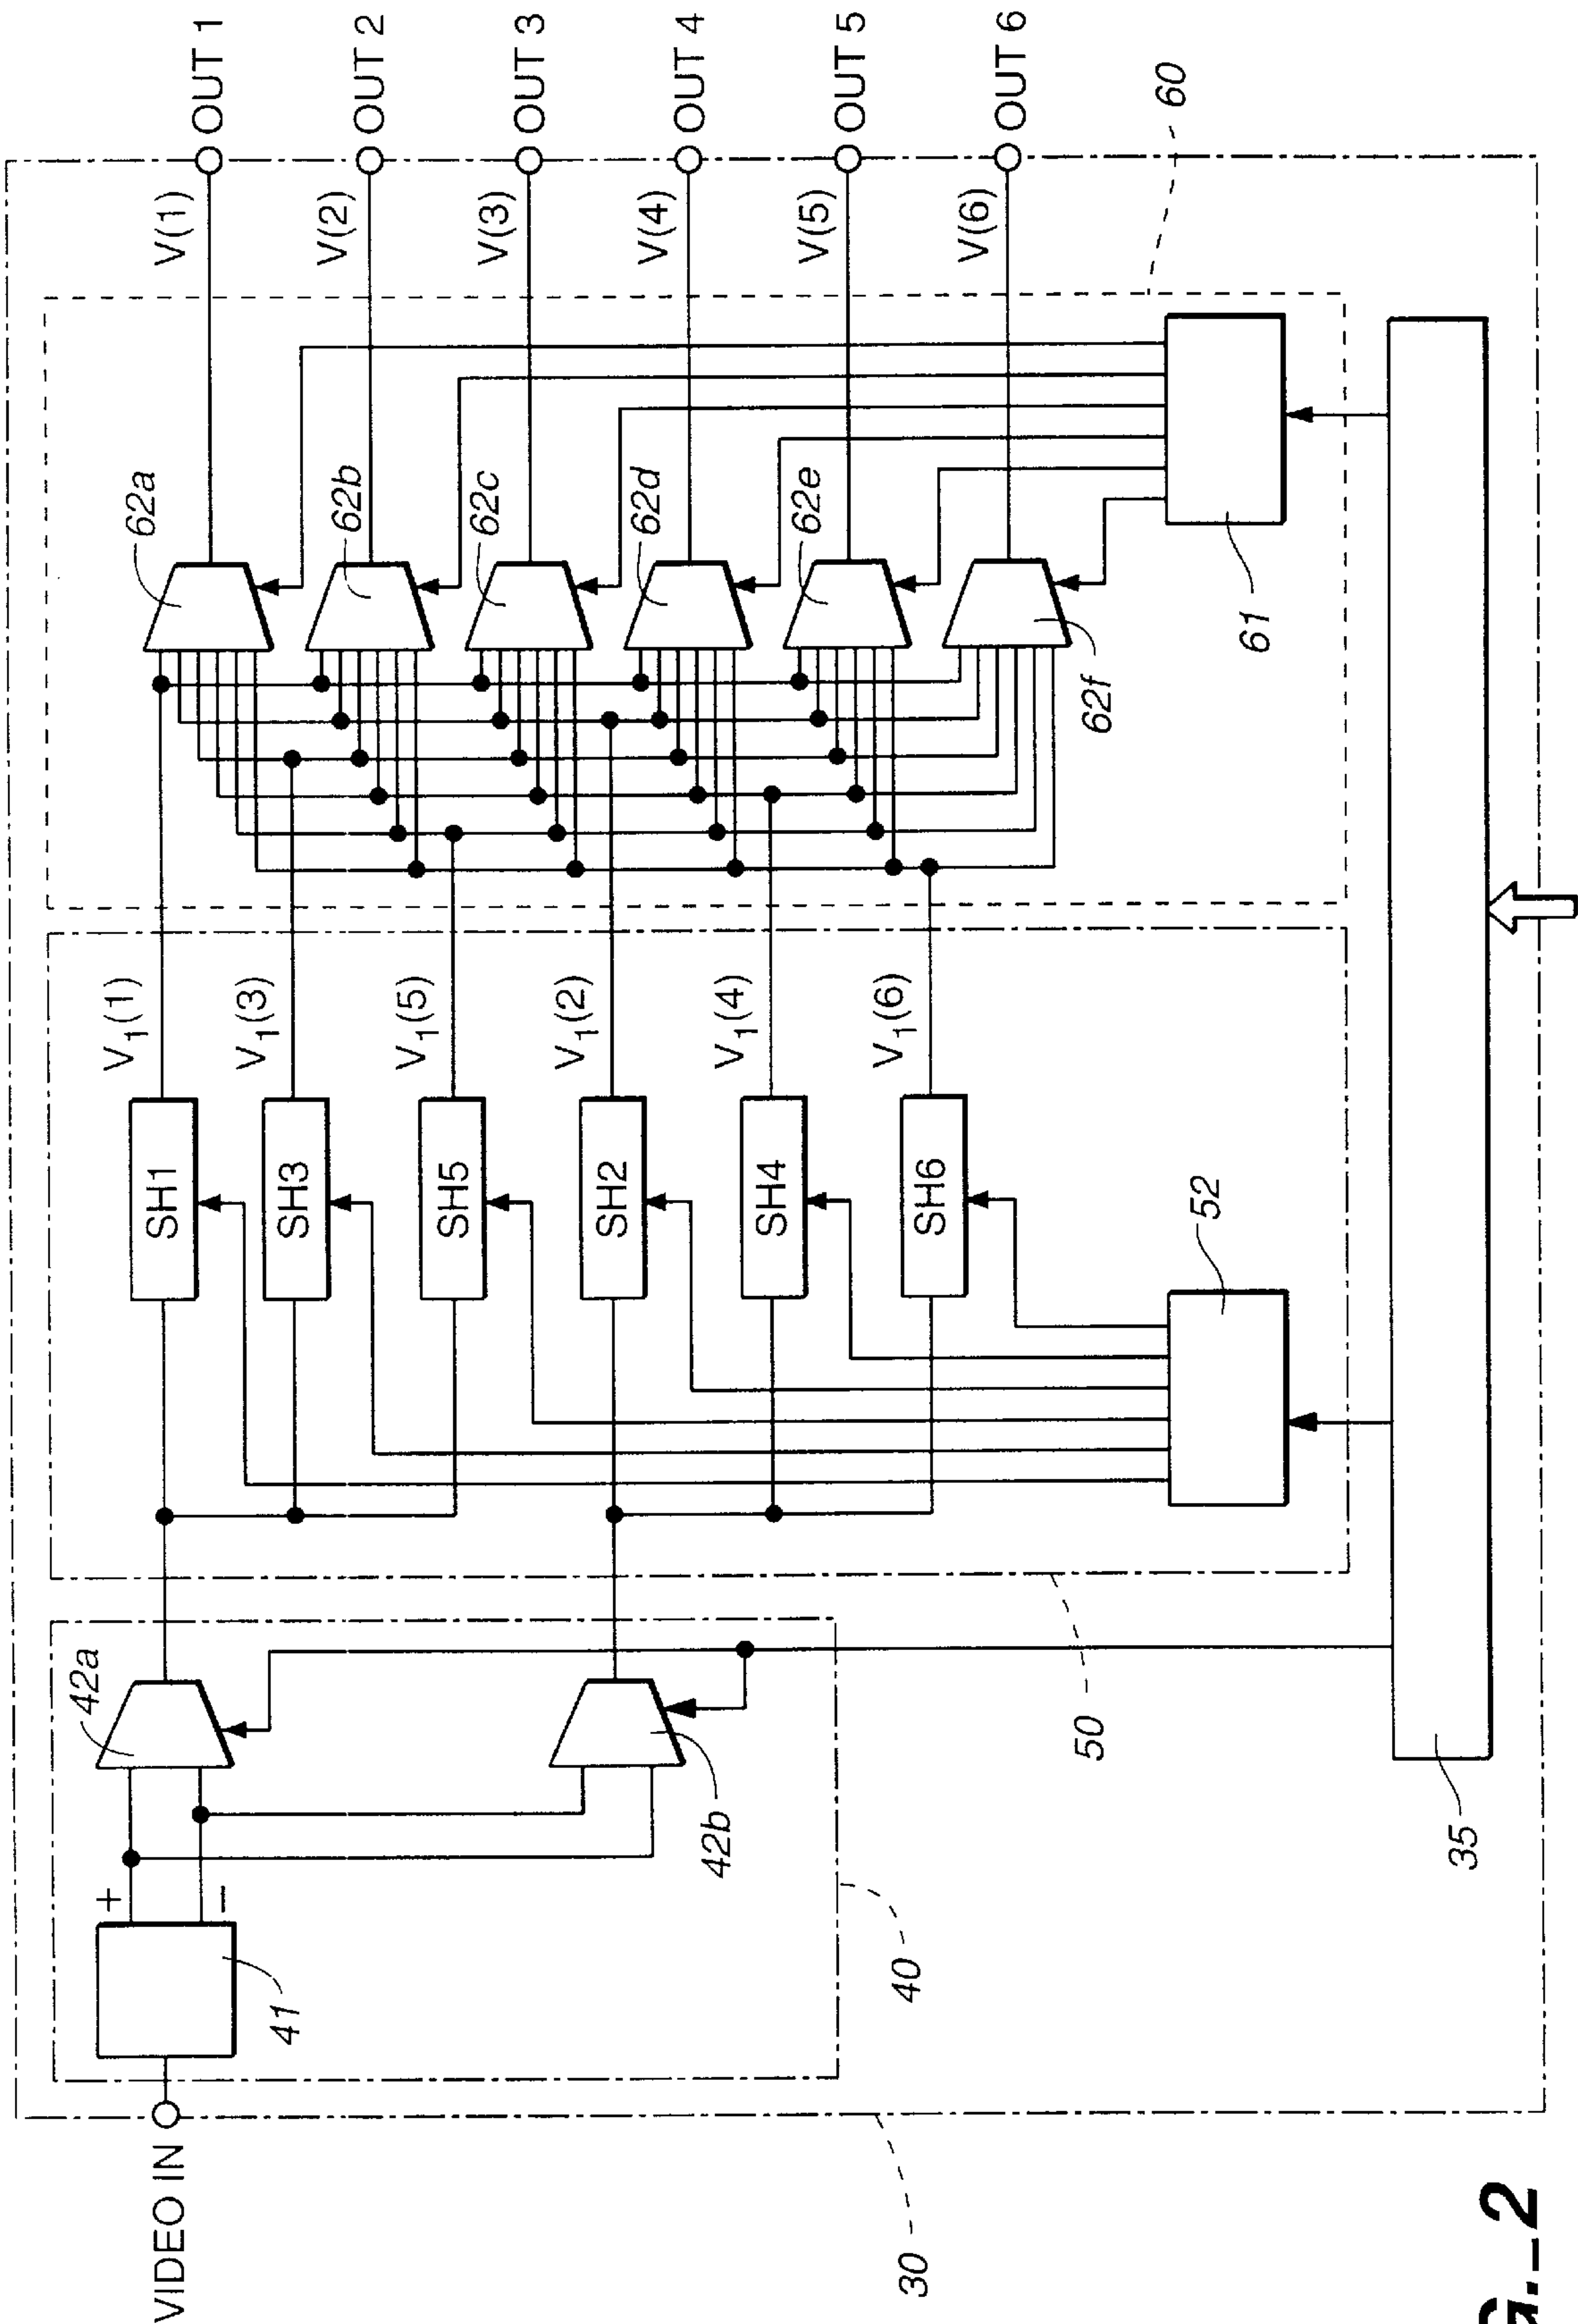 VIDEO IN
41
+
−
42a
42b
40
30
SH1
SH3
SH5
SH2
SH4
SH6
V₁(1)
V₁(3)
V₁(5)
V₁(2)
V₁(4)
V₁(6)
52
50
35
62a
62b
62c
62d
62e
62f
61
60
V(1)
V(2)
V(3)
V(4)
V(5)
V(6)
OUT 1
OUT 2
OUT 3
OUT 4
OUT 5
OUT 6
G._2